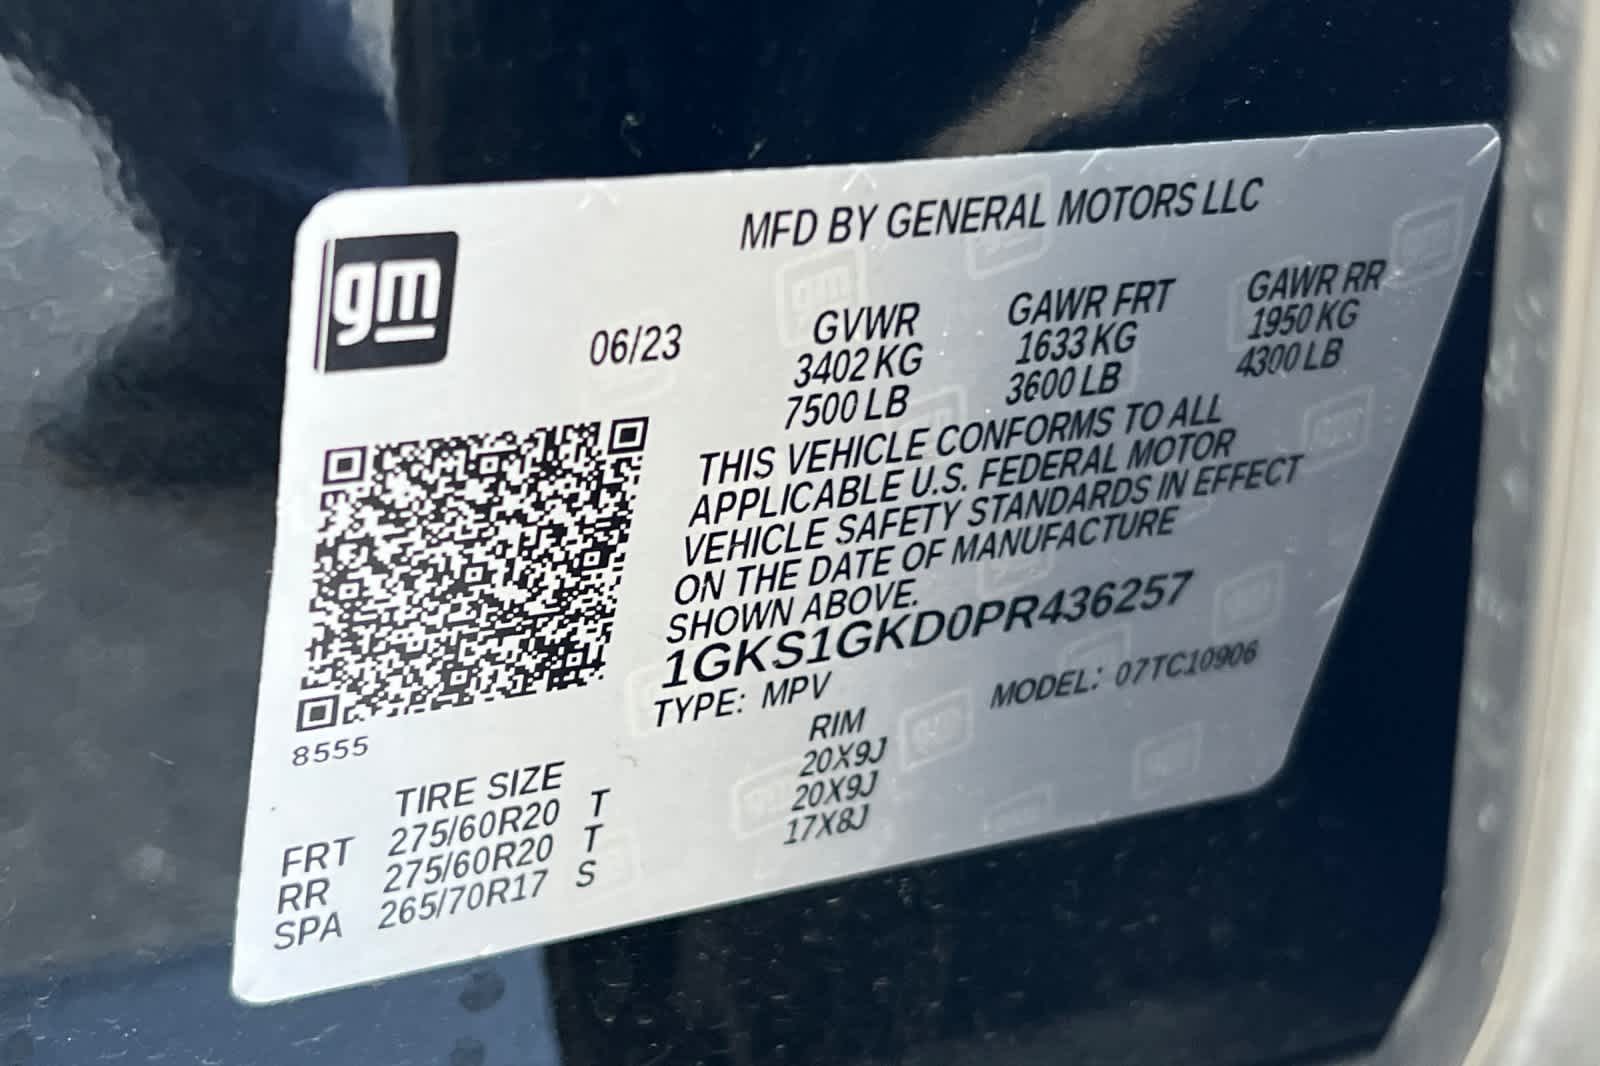 gm
MFD BY GENERAL MOTORS LLC
06/23
GVWR
3402 KG
7500 LB
GAWR FRT
1633 KG
3600 LB
GAWR RR
1950 KG
4300 LB
THIS VEHICLE CONFORMS TO ALL
APPLICABLE U.S. FEDERAL MOTOR
VEHICLE SAFETY STANDARDS IN EFFECT
ON THE DATE OF MANUFACTURE
SHOWN ABOVE.
1GKS1GKD0PR436257
TYPE: MPV MODEL: 07TC10906
8555
TIRE SIZE RIM
FRT 275/60R20 T 20X9J
RR 275/60R20 T 20X9J
SPA 265/70R17 S 17X8J